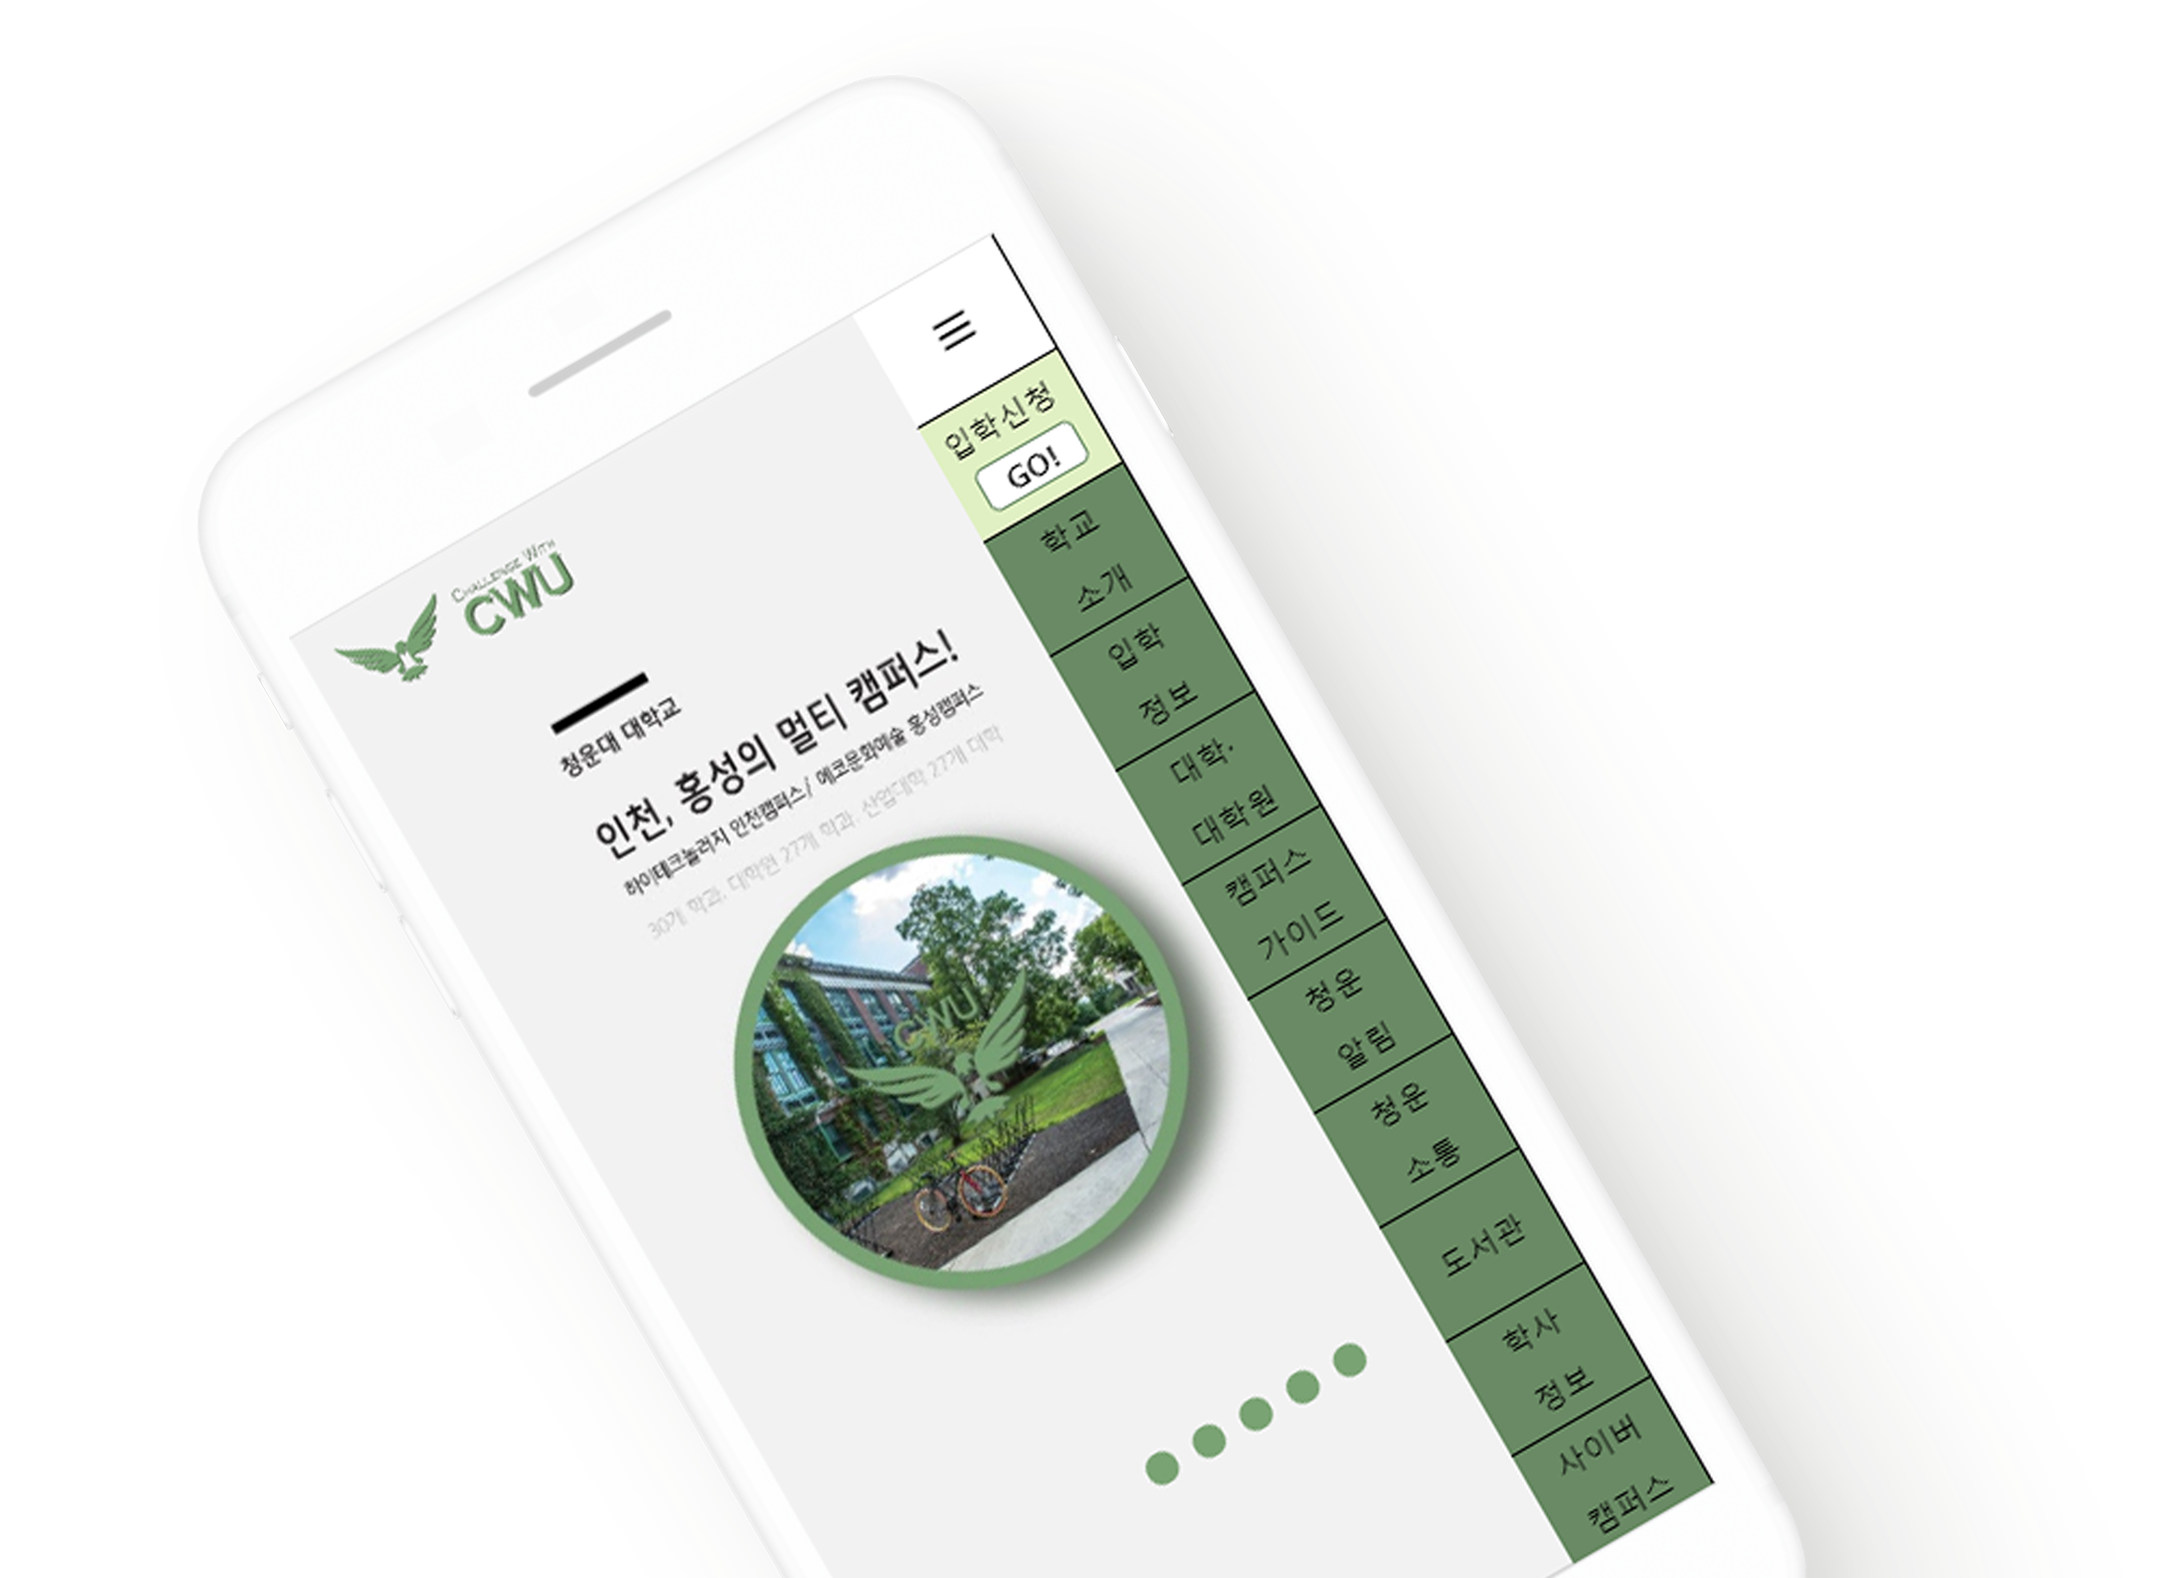 CHALLENGE WITH
CWU
청운대 대학교
인천, 홍성의 멀티 캠퍼스!
하이테크놀러지 인천캠퍼스/ 에코문화예술 홍성캠퍼스
30개 학과, 대학원 27개 학과, 산업대학 27개 대학
CWU
입학신청
GO!
학교
소개
입학
정보
대학·
대학원
캠퍼스
가이드
청운
알림
청운
소통
도서관
학사
정보
사이버
캠퍼스